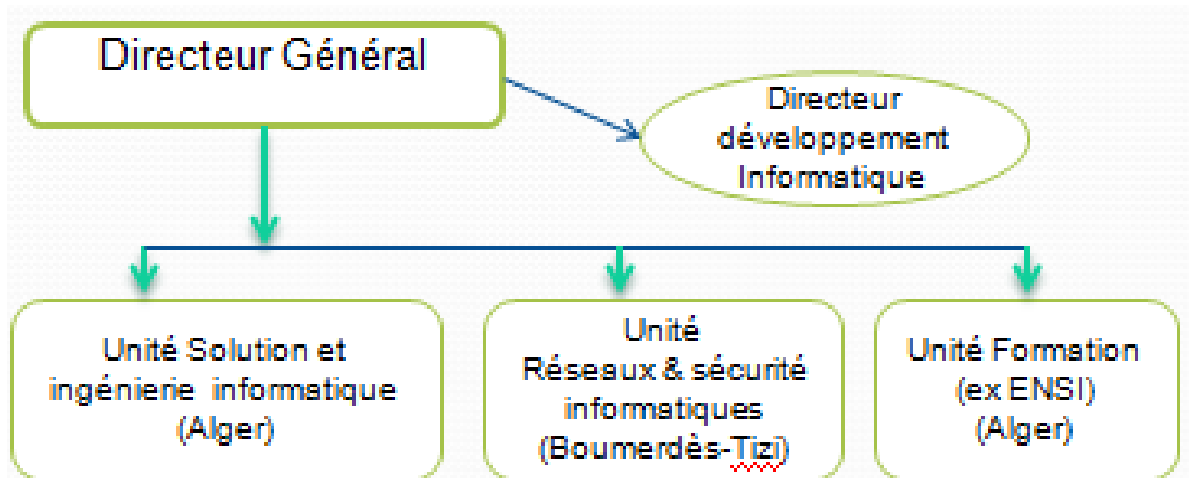 Directeur Général
Directeur
développement
Informatique
Unité Solution et
ingénierie informatique
(Alger)
Unité
Réseaux & sécurité
informatiques
(Boumerdès-Tizi)
Unité Formation
(ex ENSI)
(Alger)